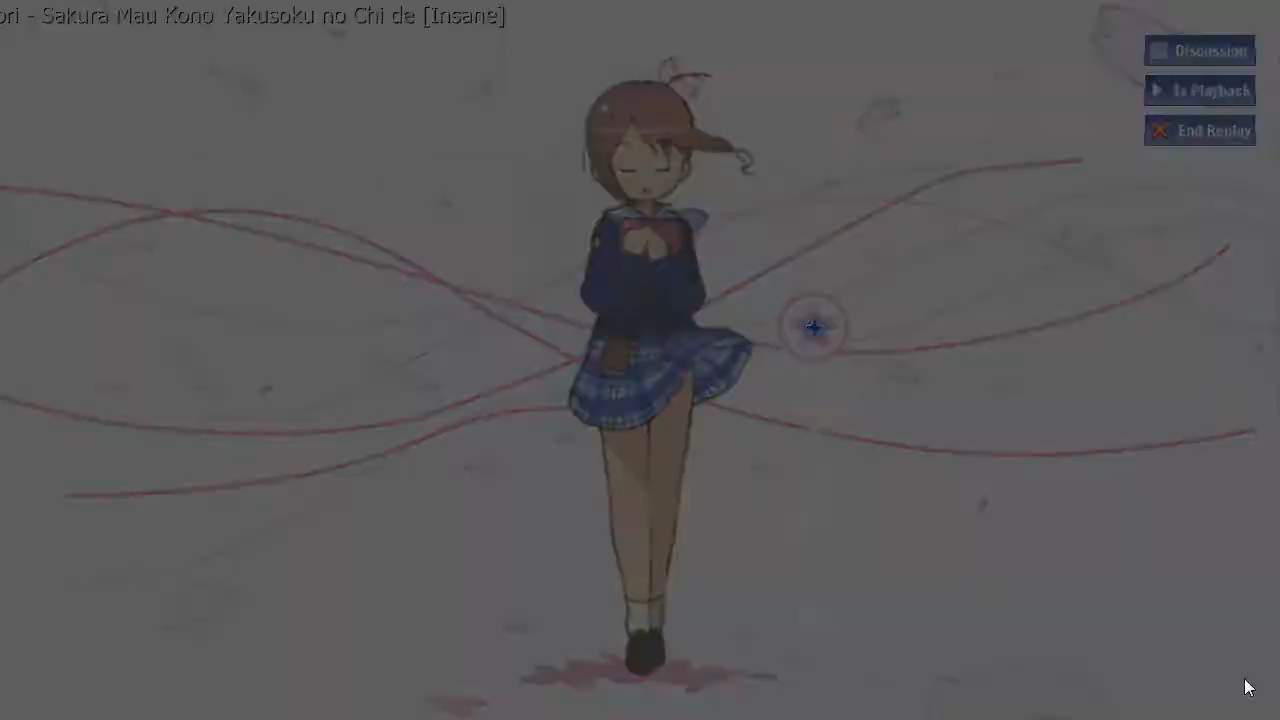 ori - Sakura Mau Kono Yakusoku no Chi de [Insane]
Discussion
1x Playback
End Replay